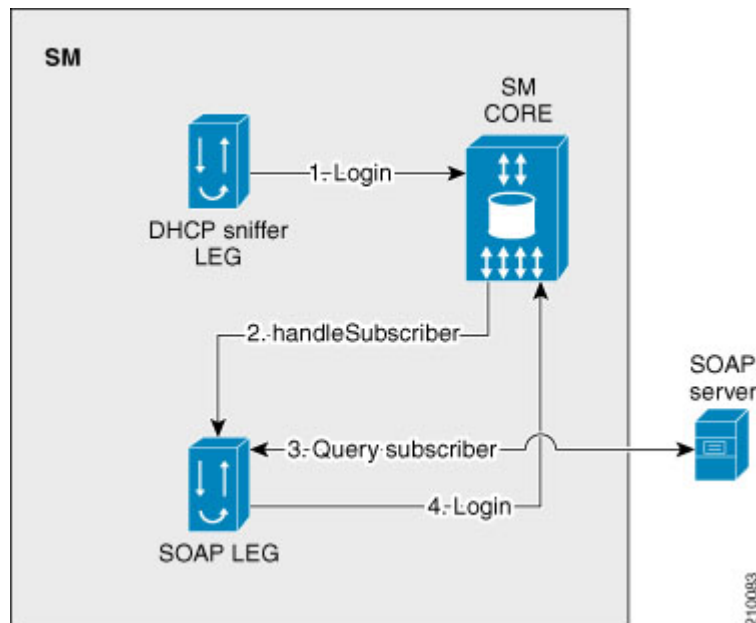 SM
SM
CORE
1. Login
DHCP sniffer
LEG
2. handleSubscriber
SOAP
server
3. Query subscriber
4. Login
SOAP LEG